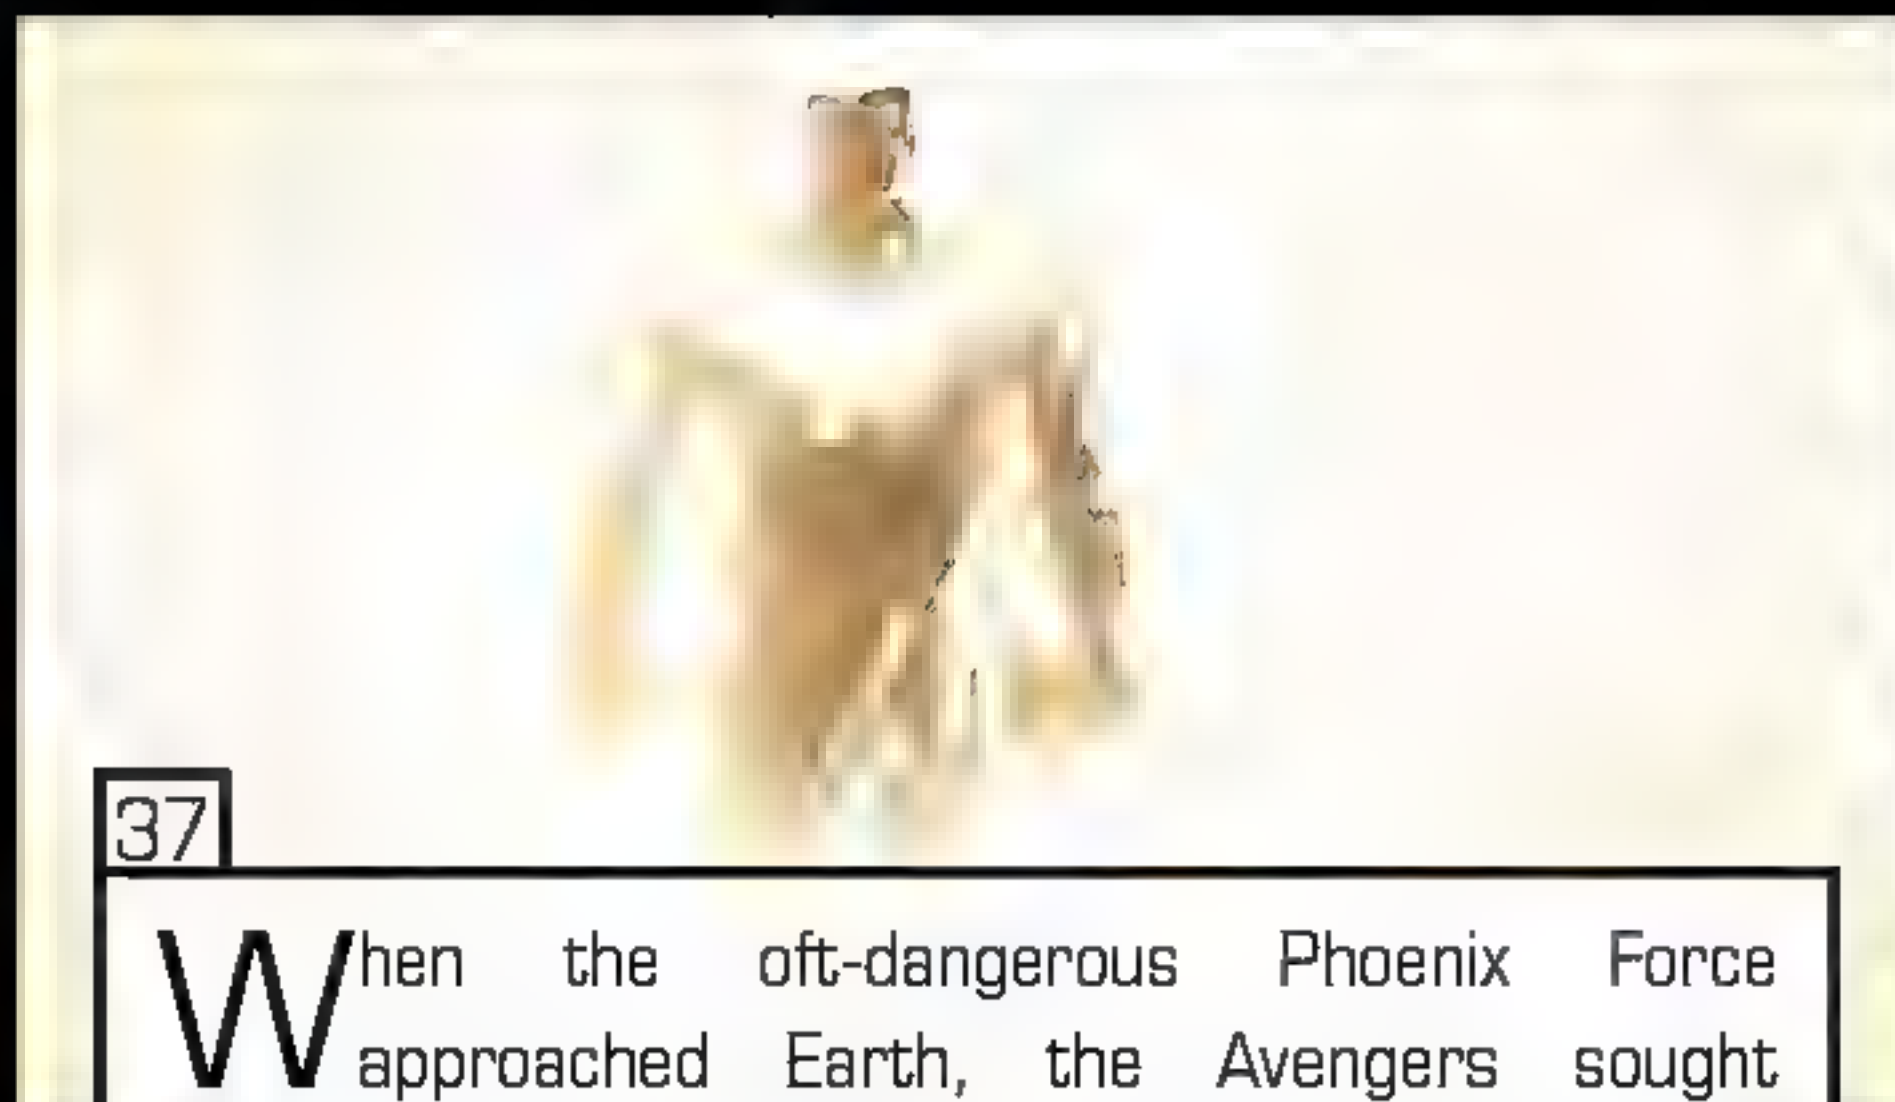 37
When the oft-dangerous Phoenix Force
approached Earth, the Avengers sought